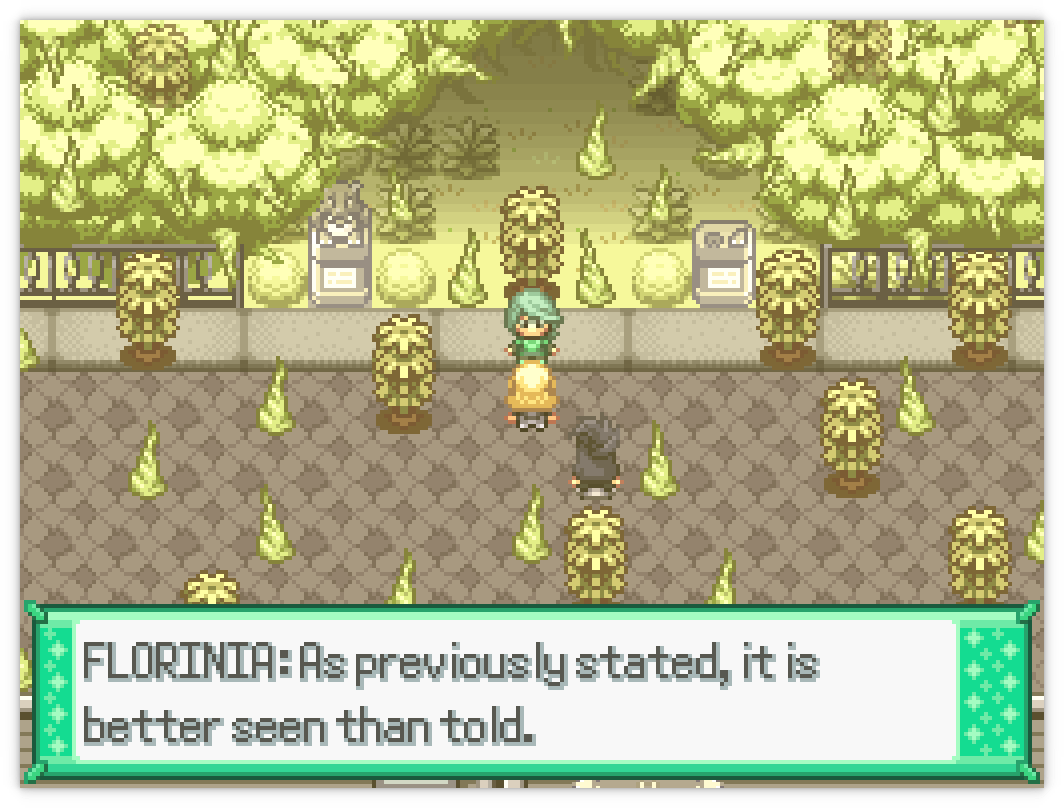 FLORINIA: As previously stated, it is
better seen than told.